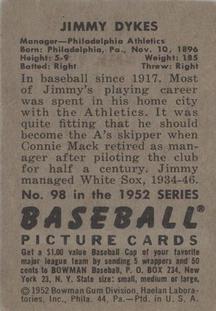 JIMMY DYKES
Manager—Philadelphia Athletics
Born: Philadelphia, Pa., Nov. 10, 1896
Height: 5-9 Weight: 185
Batted: Right Threw: Right
In baseball since 1917. Most
of Jimmy's playing career
was spent in his home city
with the Athletics. It was
quite fitting that he should
become the A's skipper when
Connie Mack retired as man-
ager after piloting the club
for half a century. Jimmy
managed White Sox, 1934-46.
No. 98 in the 1952 SERIES
BASEBALL®
PICTURE CARDS
Get a $1.00 value Baseball Cap of your favorite
major league team by sending 5 wrappers and
50 cents to BOWMAN Baseball, P. O. BOX 234, New
York 23, N. Y. State size, small, medium, or large.
©1952 Bowman Gum Division, Haelan Labora-
tories, Inc., Phila. 44, Pa.—Ptd. in U. S. A.